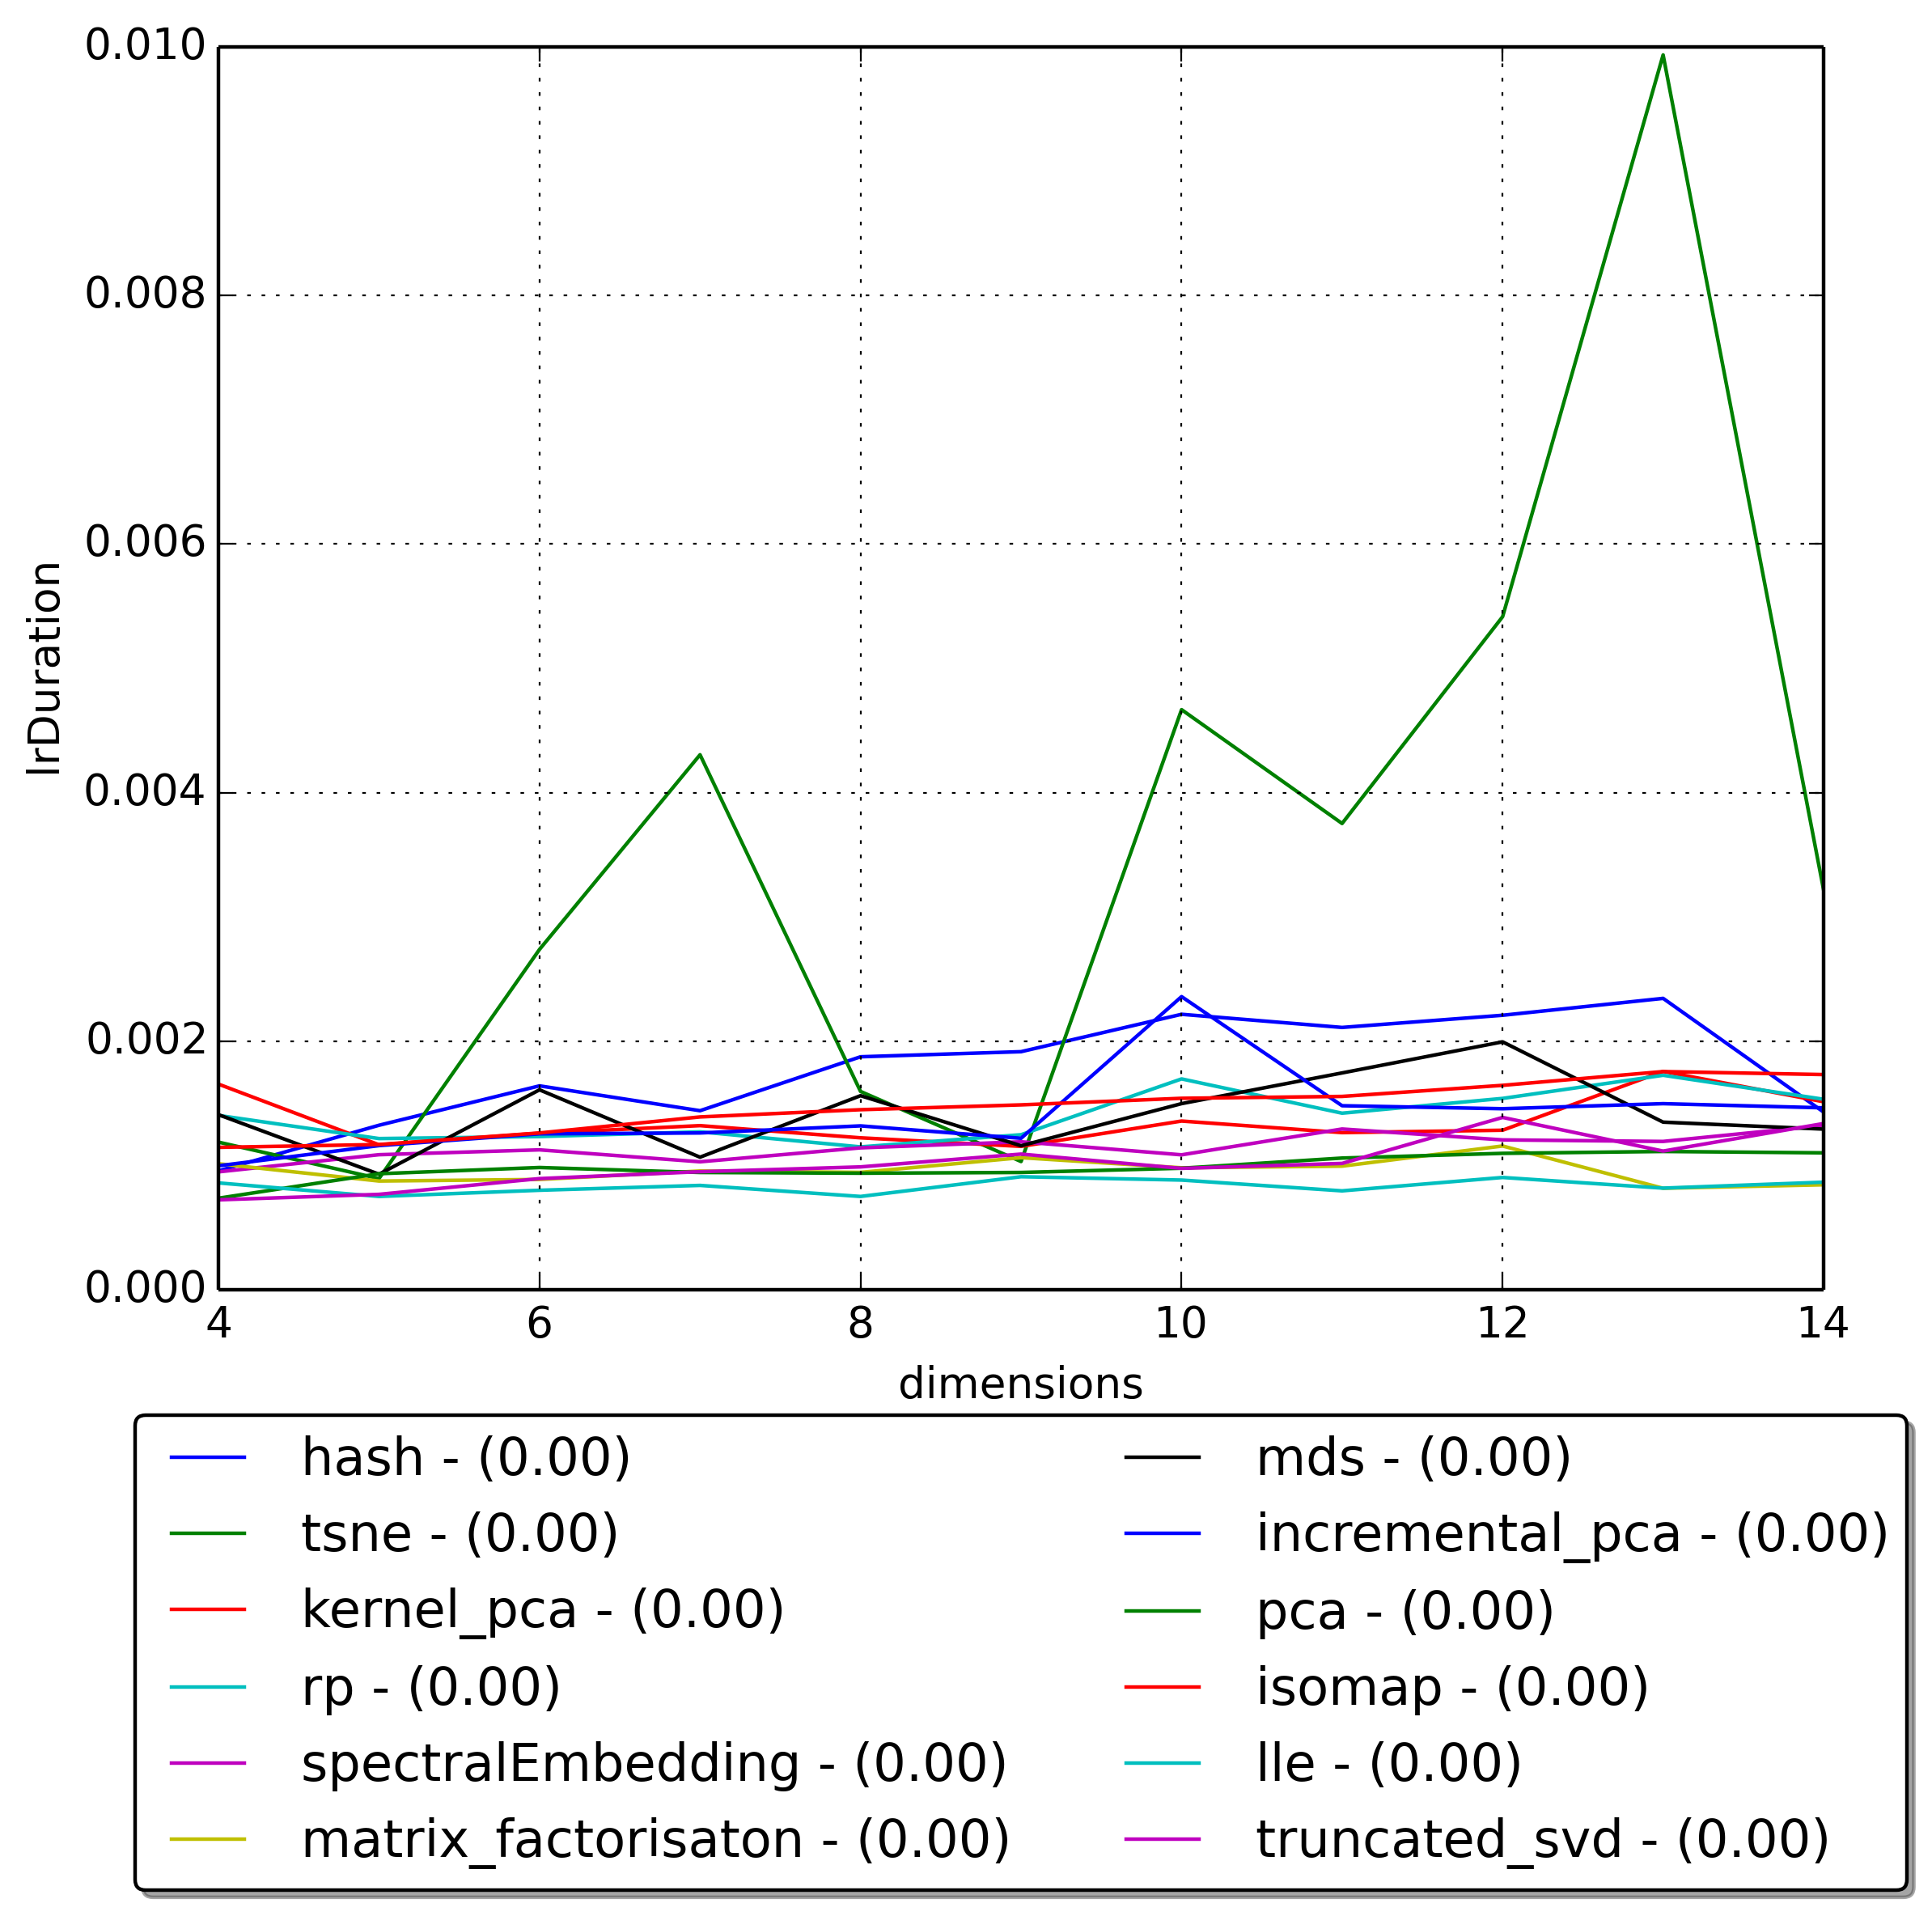 0.010
0.008
0.006
0.004
0.002
0.000
lrDuration
4 6 8 10 12 14
dimensions
hash - (0.00)
tsne - (0.00)
kernel_pca - (0.00)
rp - (0.00)
spectralEmbedding - (0.00)
matrix_factorisaton - (0.00)
mds - (0.00)
incremental_pca - (0.00)
pca - (0.00)
isomap - (0.00)
lle - (0.00)
truncated_svd - (0.00)